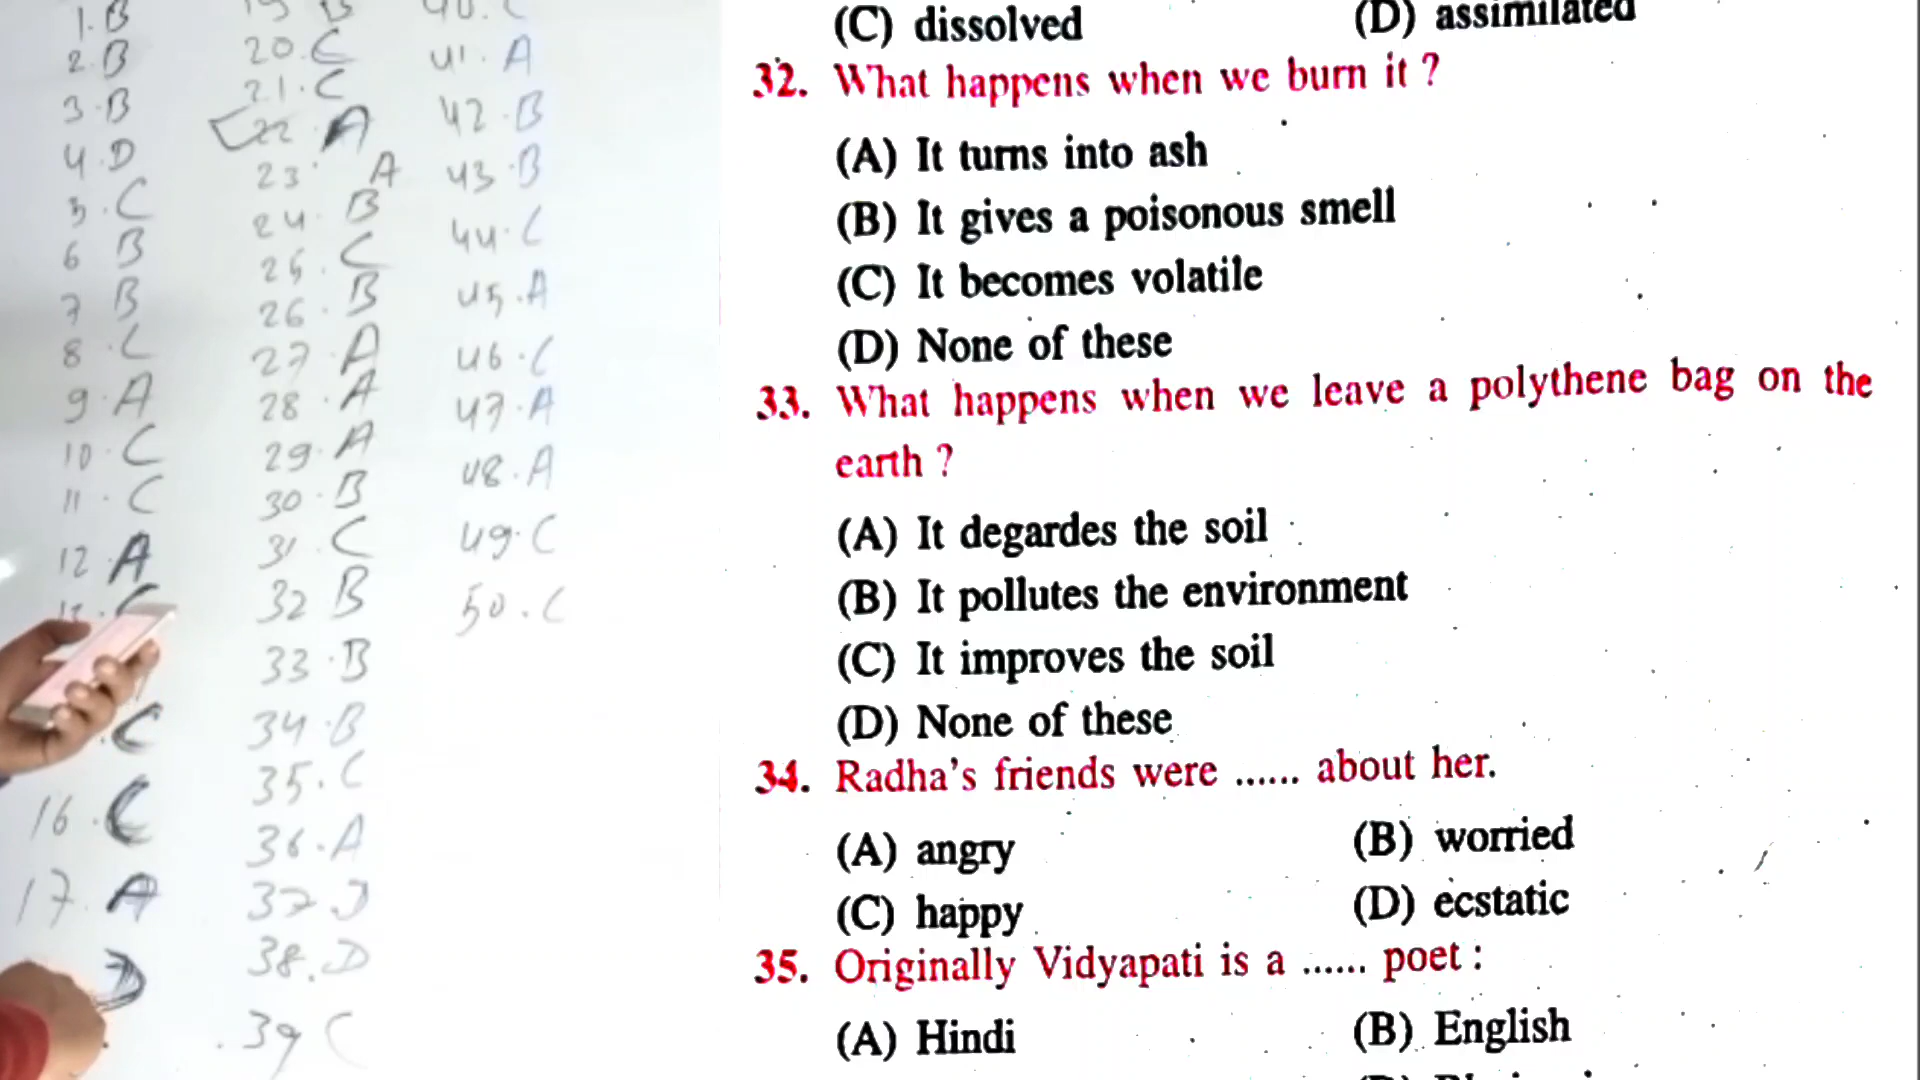 1.B
2.B
3.B
4.D
5.C
6 B
7 B
8.C
9.A
10.C
11.C
12.A
C
16.C
17.A
20.C
21.C
22.A
23. A
24.B
25.C
26.B
27.A
28.A
29.A
30.B
31.C
32 B
33.B
34.B
35.C
36.A
37.D
38.D
39 C
41.A
42.B
43.B
44.C
45.A
46.C
47.A
48.A
49.C
50.C
(C) dissolved (D) assimilated
32. What happens when we burn it ?
(A) It turns into ash
(B) It gives a poisonous smell
(C) It becomes volatile
(D) None of these
33. What happens when we leave a polythene bag on the
earth ?
(A) It degardes the soil
(B) It pollutes the environment
(C) It improves the soil
(D) None of these
34. Radha's friends were ...... about her.
(A) angry (B) worried
(C) happy (D) ecstatic
35. Originally Vidyapati is a ...... poet :
(A) Hindi (B) English